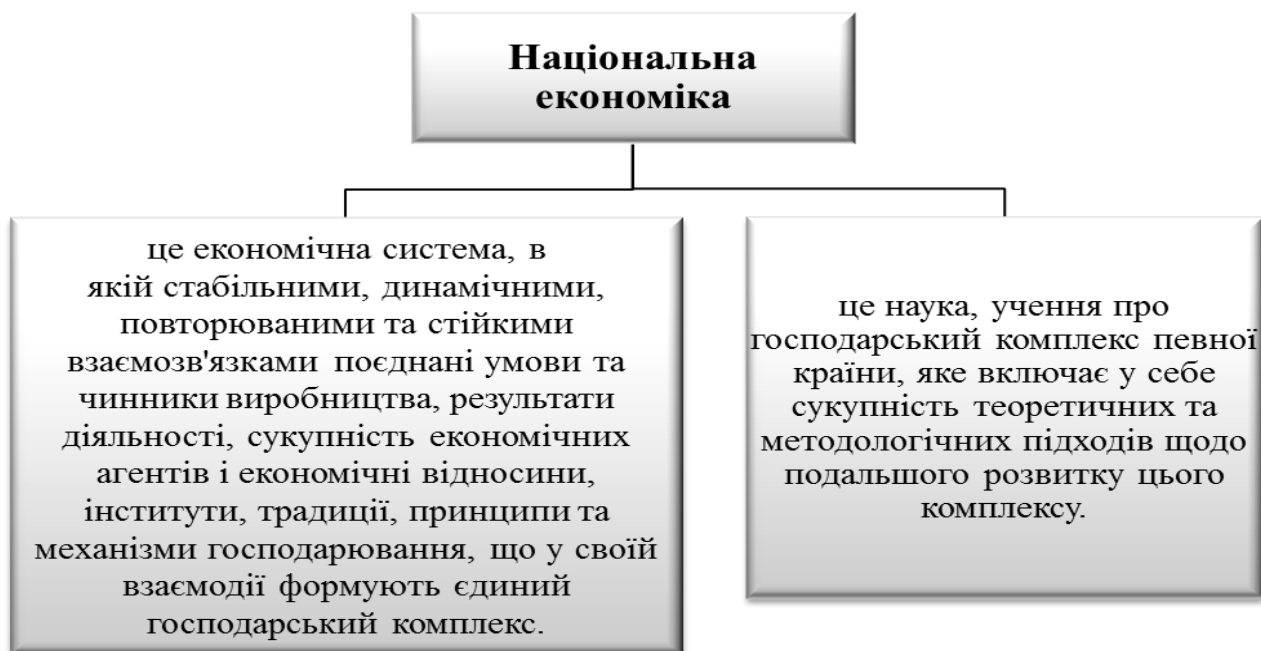 Національна
економіка
це економічна система, в
якій стабільними, динамічними,
повторюваними та стійкими
взаємозв'язками поєднані умови та
чинники виробництва, результати
діяльності, сукупність економічних
агентів і економічні відносини,
інститути, традиції, принципи та
механізми господарювання, що у своїй
взаємодії формують єдиний
господарський комплекс.
це наука, учення про
господарський комплекс певної
країни, яке включає у себе
сукупність теоретичних та
методологічних підходів щодо
подальшого розвитку цього
комплексу.